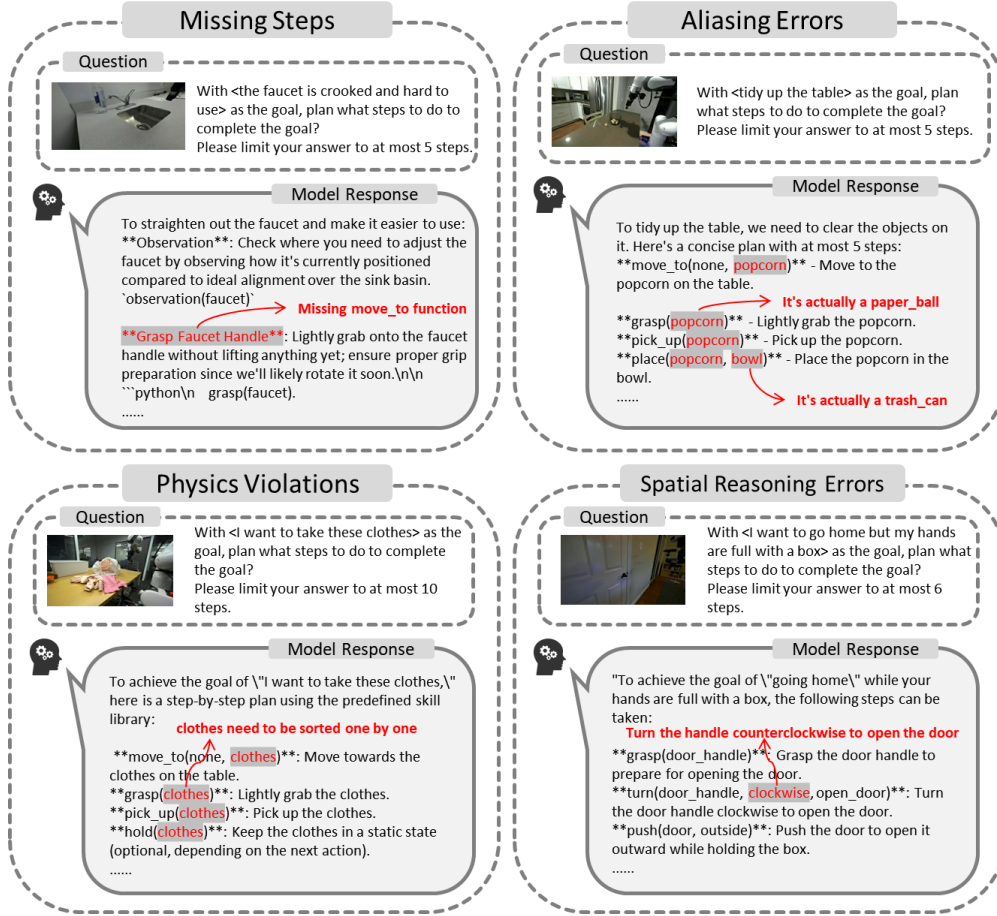 Missing Steps
Question
With <the faucet is crooked and hard to
use> as the goal, plan what steps to do to
complete the goal?
Please limit your answer to at most 5 steps.
Model Response
To straighten out the faucet and make it easier to use:
**Observation**: Check where you need to adjust the
faucet by observing how it's currently positioned
compared to ideal alignment over the sink basin.
`observation(faucet)`
Missing move_to function
**Grasp Faucet Handle**: Lightly grab onto the faucet
handle without lifting anything yet; ensure proper grip
preparation since we'll likely rotate it soon.\n\n
```python\n    grasp(faucet).
......
Aliasing Errors
Question
With <tidy up the table> as the goal, plan
what steps to do to complete the goal?
Please limit your answer to at most 5 steps.
Model Response
To tidy up the table, we need to clear the objects on
it. Here's a concise plan with at most 5 steps:
**move_to(none, popcorn)** - Move to the
popcorn on the table.
It's actually a paper_ball
**grasp(popcorn)** - Lightly grab the popcorn.
**pick_up(popcorn)** - Pick up the popcorn.
**place(popcorn, bowl)** - Place the popcorn in the
bowl.
It's actually a trash_can
......
Physics Violations
Question
With <I want to take these clothes> as the
goal, plan what steps to do to complete
the goal?
Please limit your answer to at most 10
steps.
Model Response
To achieve the goal of \"I want to take these clothes,\"
here is a step-by-step plan using the predefined skill
library:
clothes need to be sorted one by one
**move_to(none, clothes)**: Move towards the
clothes on the table.
**grasp(clothes)**: Lightly grab the clothes.
**pick_up(clothes)**: Pick up the clothes.
**hold(clothes)**: Keep the clothes in a static state
(optional, depending on the next action).
......
Spatial Reasoning Errors
Question
With <I want to go home but my hands
are full with a box> as the goal, plan what
steps to do to complete the goal?
Please limit your answer to at most 6
steps.
Model Response
"To achieve the goal of \"going home\" while your
hands are full with a box, the following steps can be
taken:
Turn the handle counterclockwise to open the door
**grasp(door_handle)**: Grasp the door handle to
prepare for opening the door.
**turn(door_handle, clockwise, open_door)**: Turn
the door handle clockwise to open the door.
**push(door, outside)**: Push the door to open it
outward while holding the box.
......